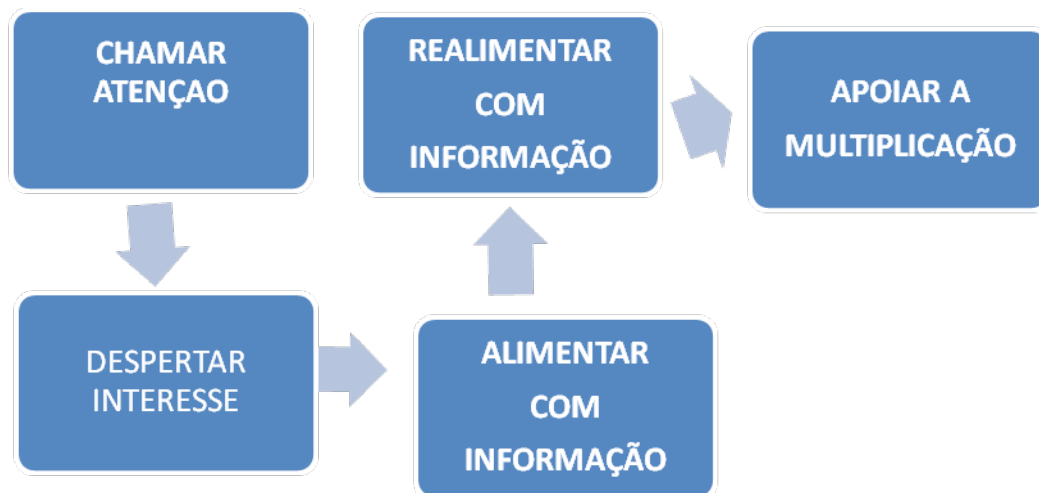 CHAMAR
ATENÇAO
DESPERTAR
INTERESSE
ALIMENTAR
COM
INFORMAÇÃO
REALIMENTAR
COM
INFORMAÇÃO
APOIAR A
MULTIPLICAÇÃO